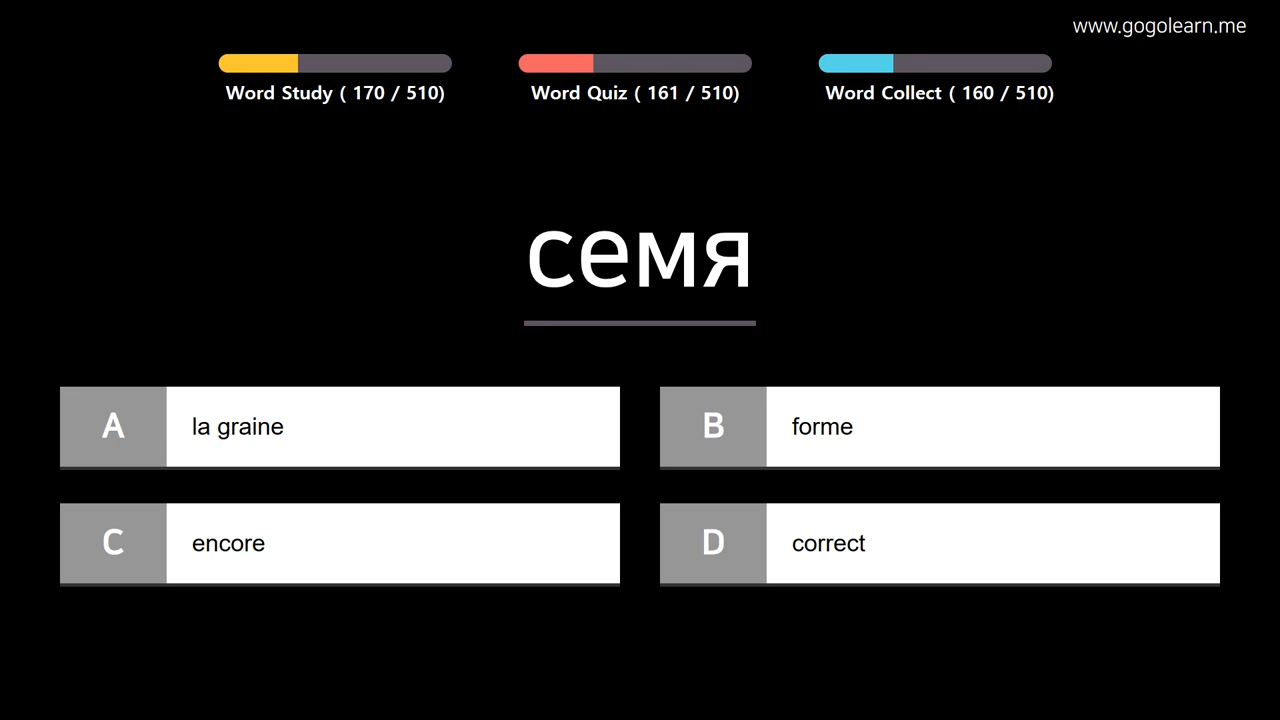 www.gogolearn.me
Word Study ( 170 / 510)
Word Quiz ( 161 / 510)
Word Collect ( 160 / 510)
семя
A la graine
B forme
C encore
D correct